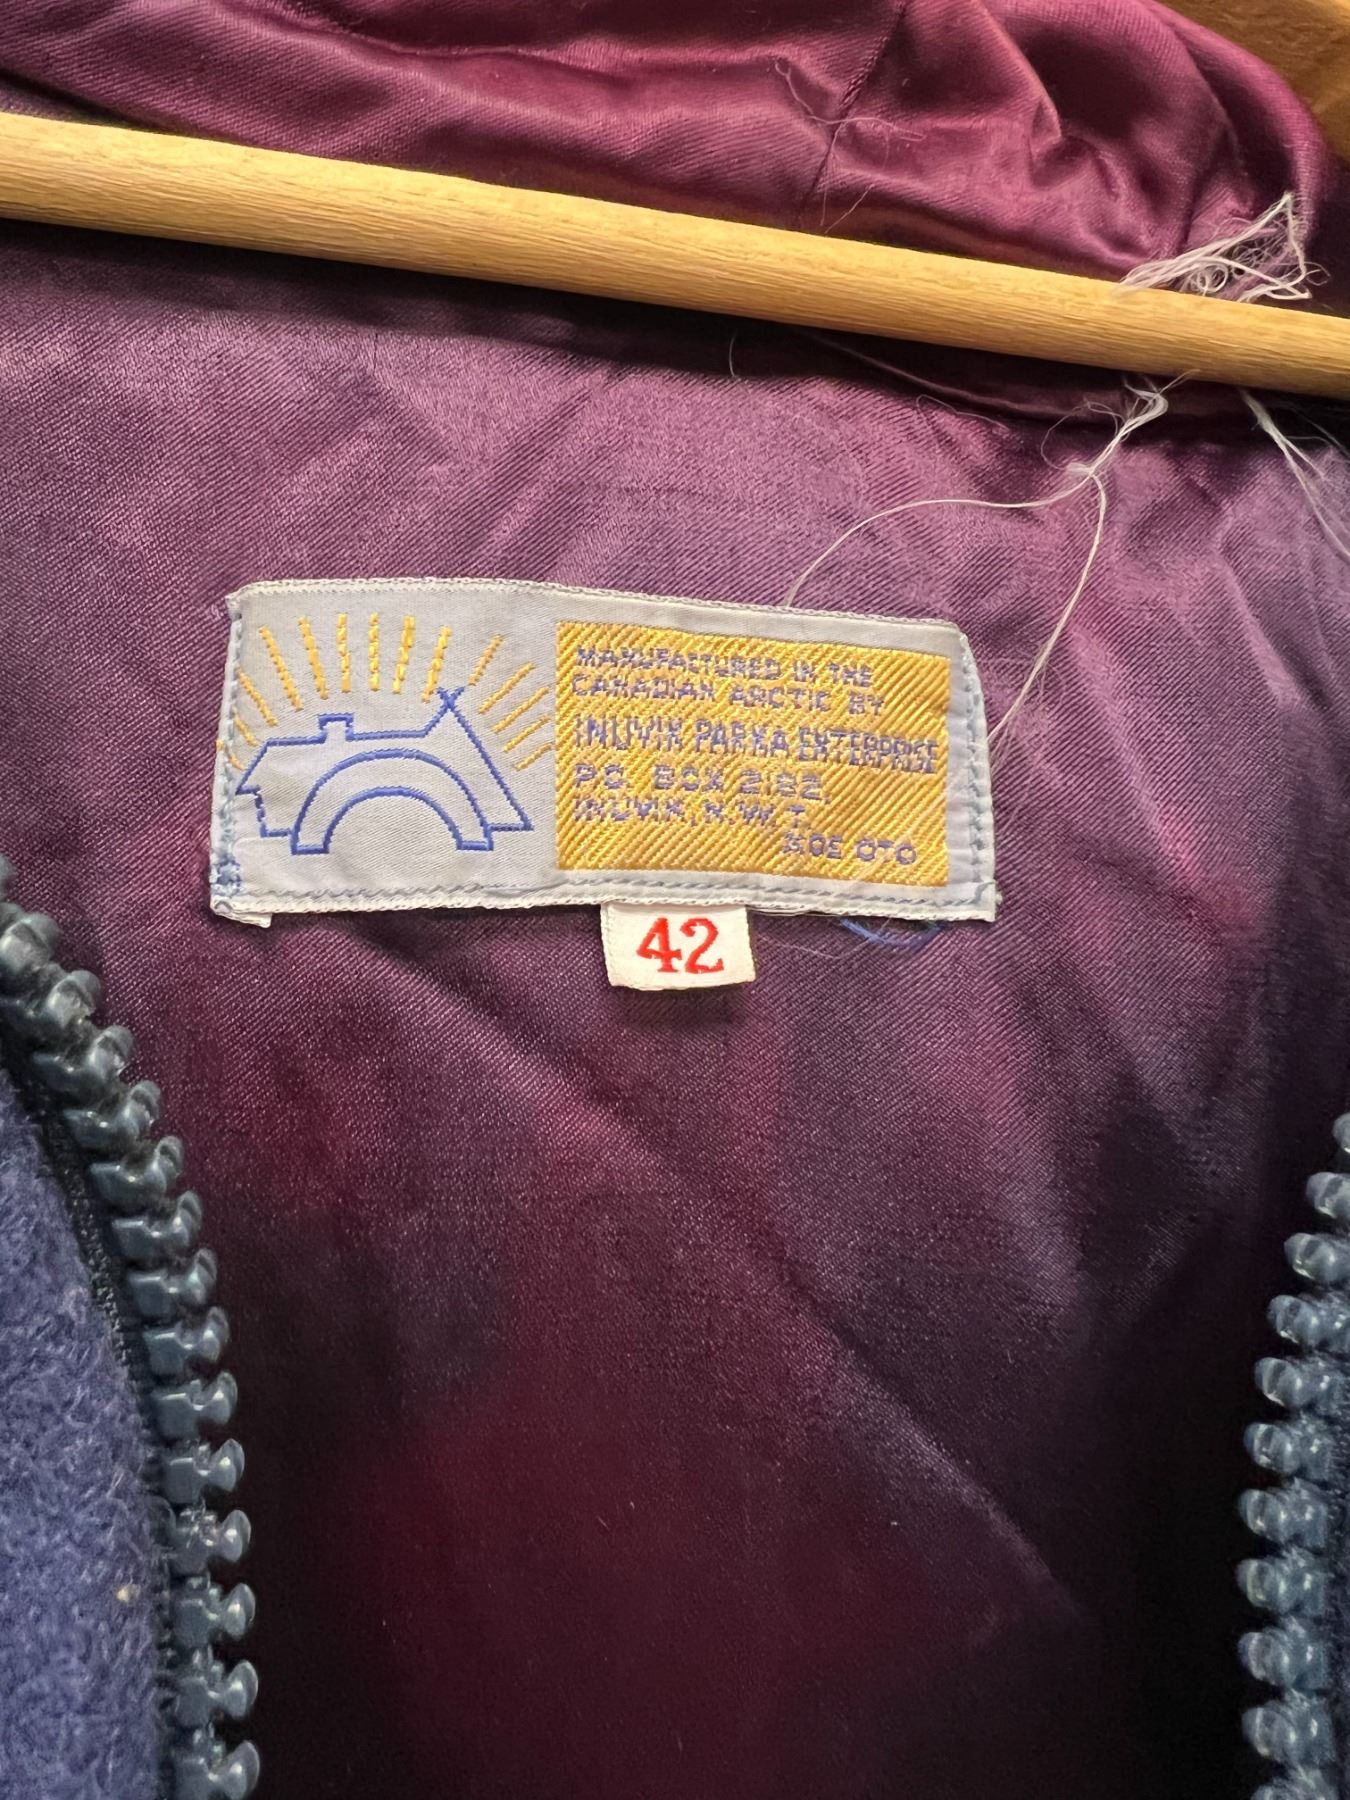 MANUFACTURED IN THE
CANADIAN ARCTIC BY
INUVIK PARKA ENTERPRISE
P.O. BOX 2182,
INUVIK, N.W.T.
X0E 0T0
42